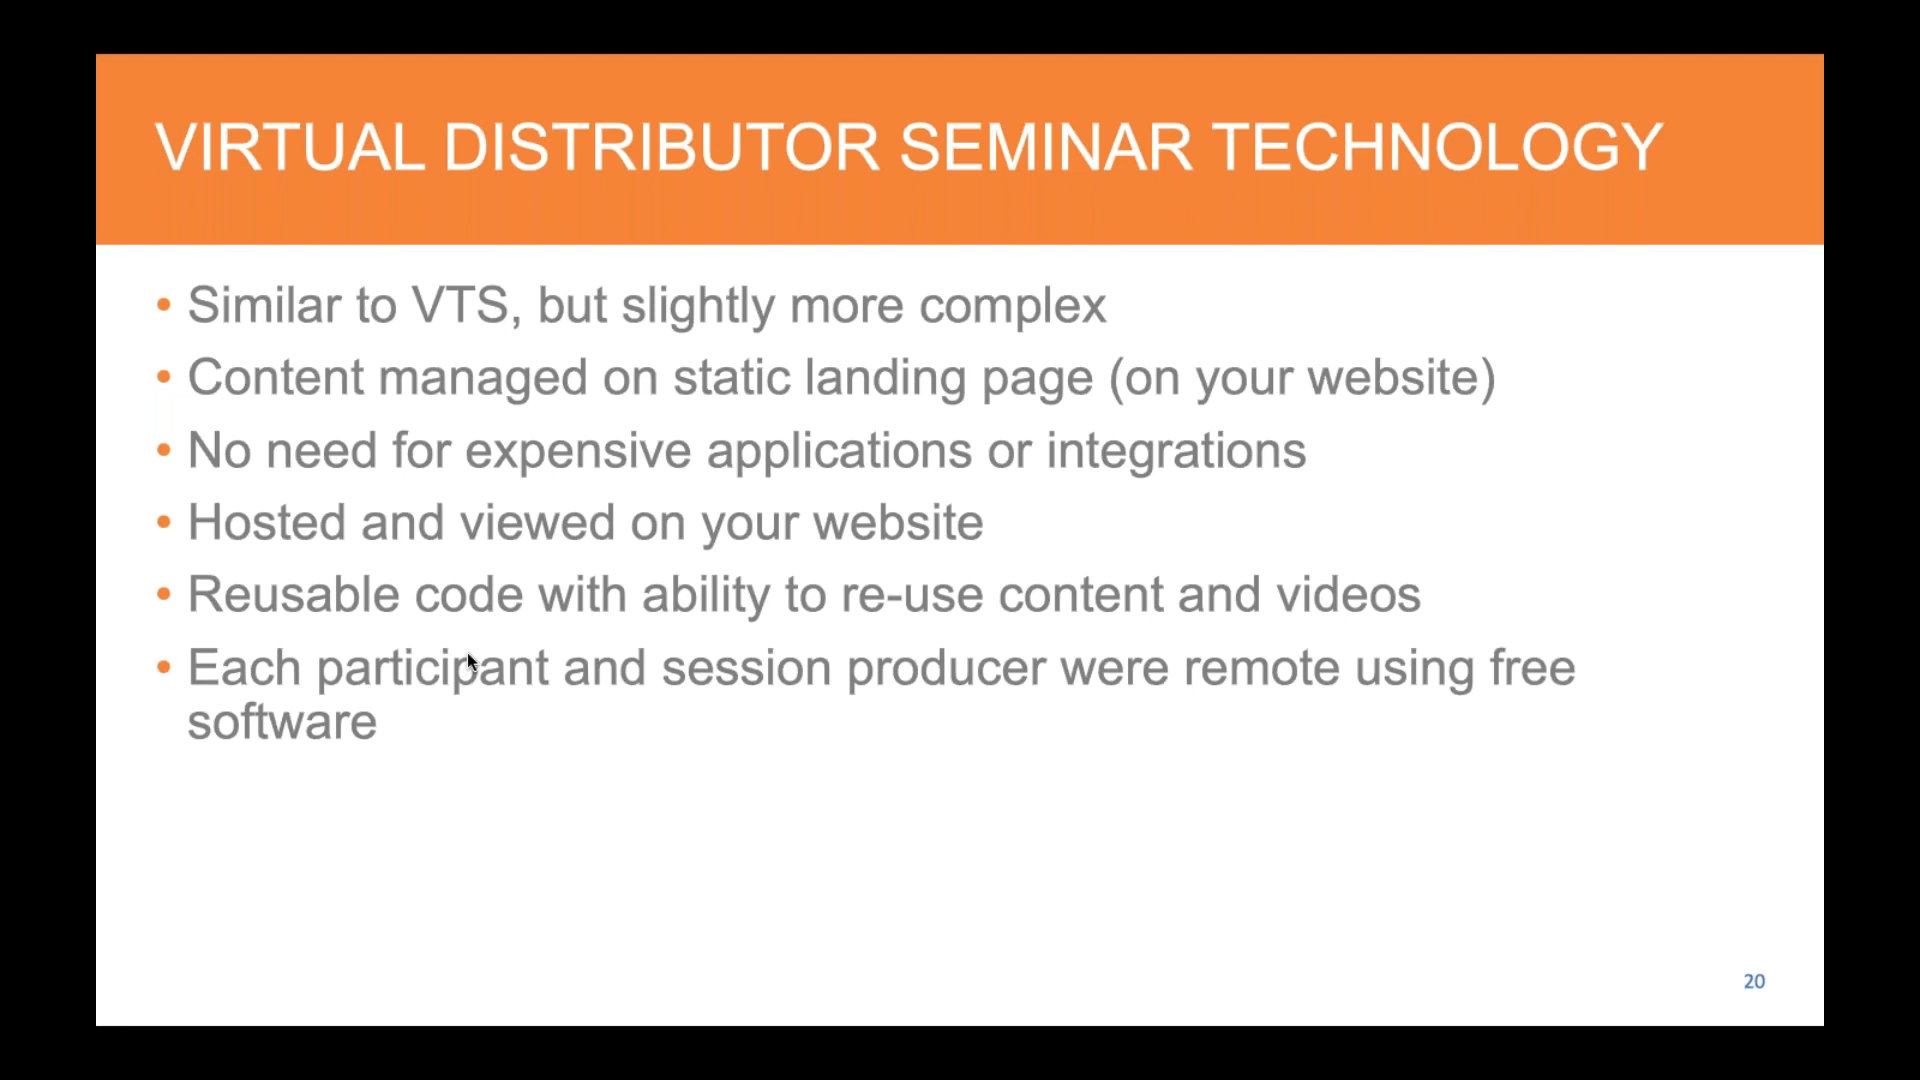 VIRTUAL DISTRIBUTOR SEMINAR TECHNOLOGY
• Similar to VTS, but slightly more complex
• Content managed on static landing page (on your website)
• No need for expensive applications or integrations
• Hosted and viewed on your website
• Reusable code with ability to re-use content and videos
• Each participant and session producer were remote using free
software
20